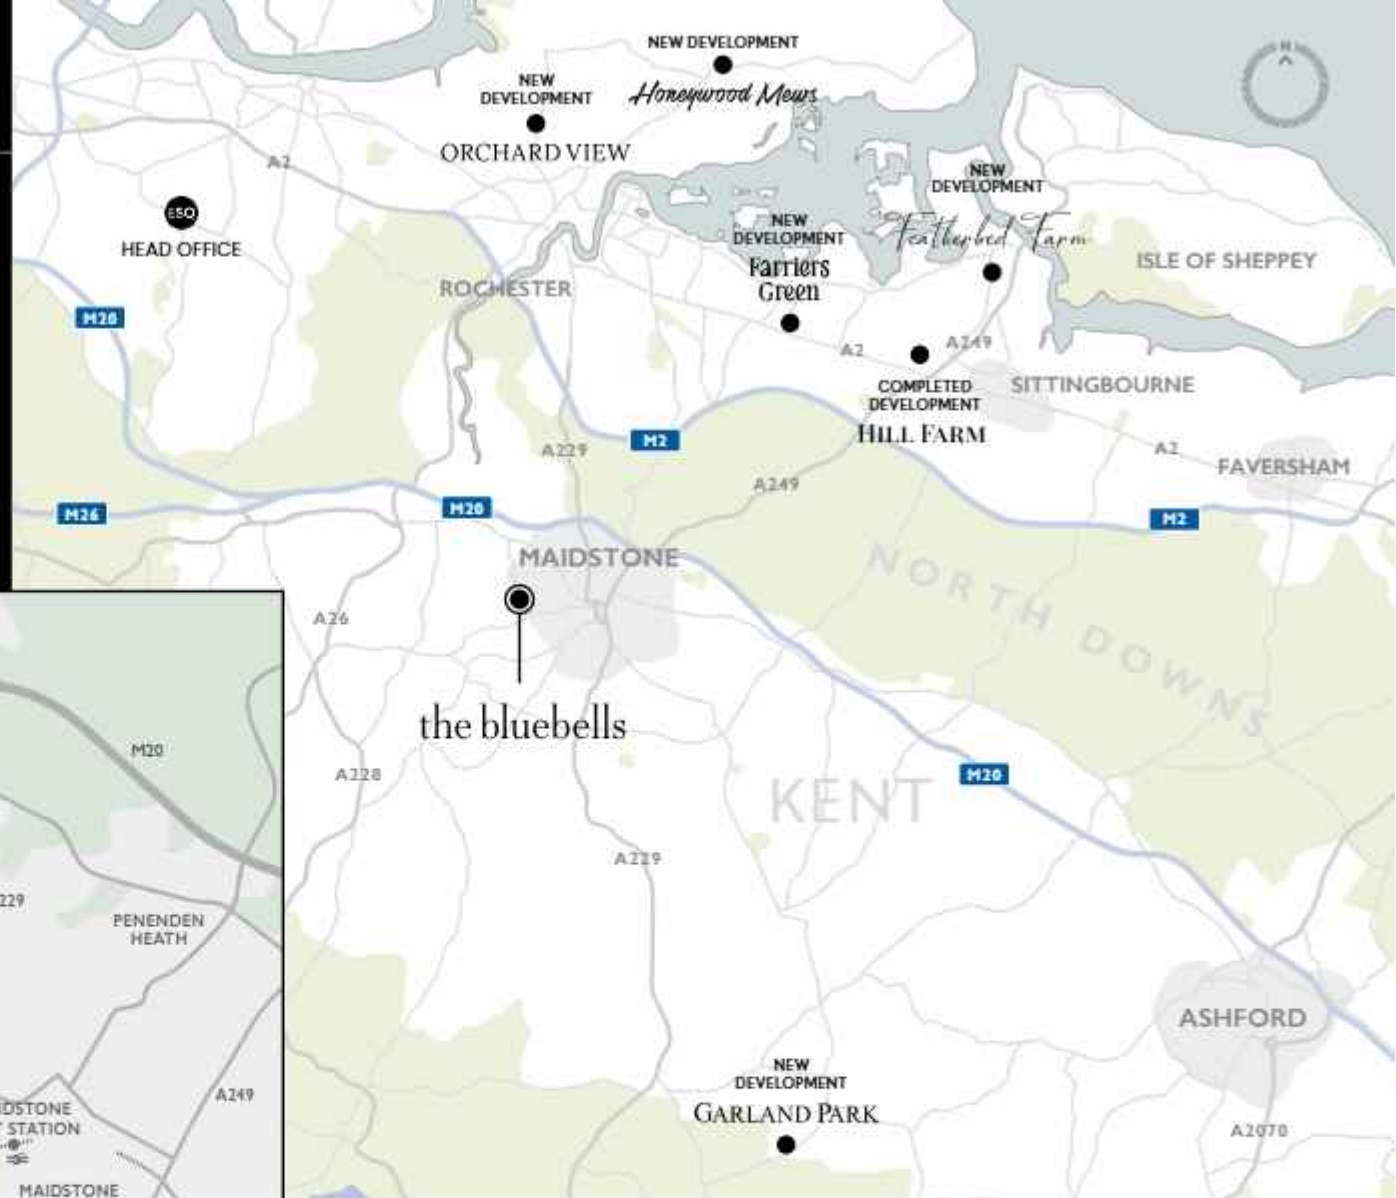 NEW DEVELOPMENT
Honeywood Mews
NEW
DEVELOPMENT
ORCHARD VIEW
N
A2
ESQ
HEAD OFFICE
NEW
DEVELOPMENT
Featherbed Farm
NEW
DEVELOPMENT
Farriers
Green
ISLE OF SHEPPEY
ROCHESTER
M20
A2
A249
COMPLETED
DEVELOPMENT
HILL FARM
SITTINGBOURNE
M2
A229
A2
FAVERSHAM
A249
M26
M20
M2
MAIDSTONE
NORTH DOWNS
A26
the bluebells
A228
KENT
M20
A229
ASHFORD
NEW
DEVELOPMENT
GARLAND PARK
A2070
M20
229
PENENDEN
HEATH
A249
DSTONE
STATION
MAIDSTONE